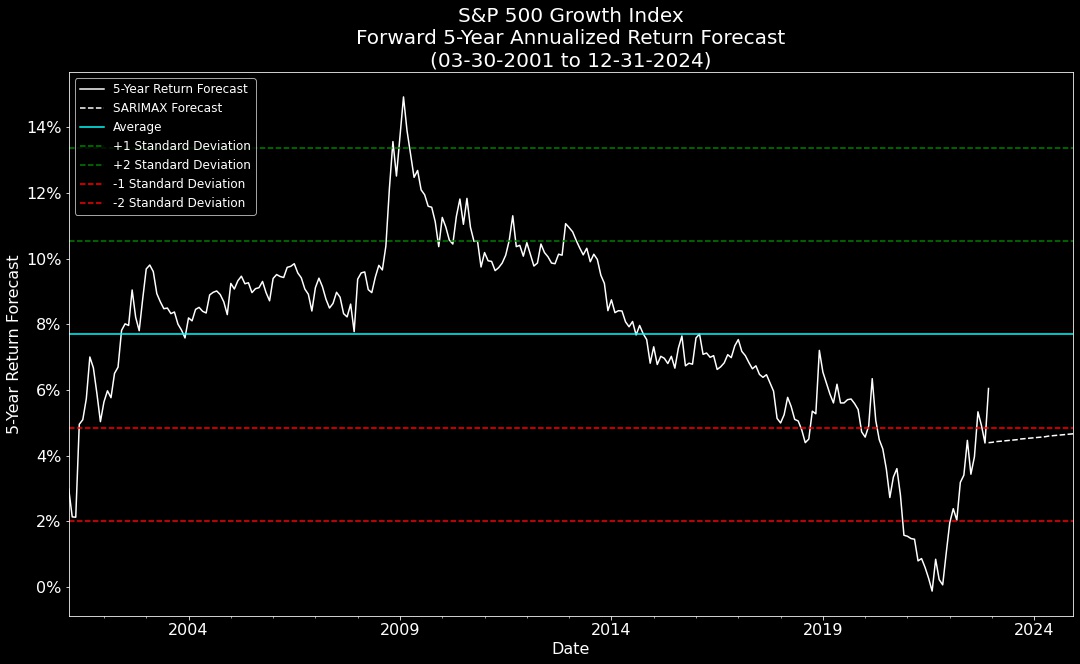 S&P 500 Growth Index
Forward 5-Year Annualized Return Forecast
(03-30-2001 to 12-31-2024)
5-Year Return Forecast
SARIMAX Forecast
Average
+1 Standard Deviation
+2 Standard Deviation
-1 Standard Deviation
-2 Standard Deviation
14%
12%
10%
8%
6%
4%
2%
0%
5-Year Return Forecast
2004 2009 2014 2019 2024
Date